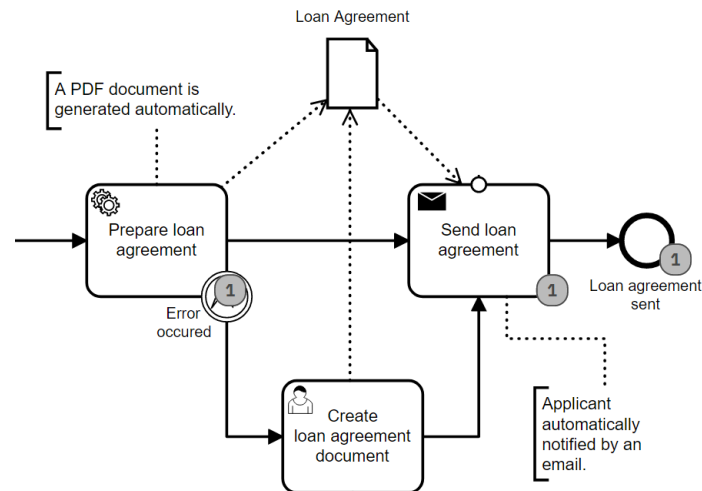 Loan Agreement
A PDF document is
generated automatically.
Prepare loan
agreement
Send loan
agreement
1
1
1
Error
occured
Loan agreement
sent
Create
loan agreement
document
Applicant
automatically
notified by an
email.